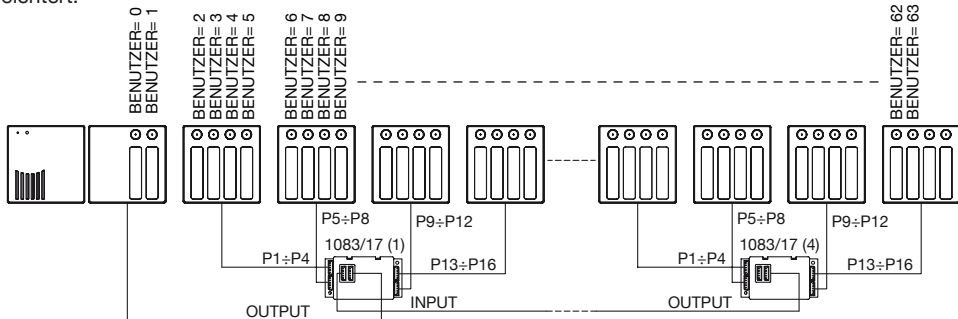 BENUTZER= 0
BENUTZER= 1
BENUTZER= 2
BENUTZER= 3
BENUTZER= 4
BENUTZER= 5
BENUTZER= 6
BENUTZER= 7
BENUTZER= 8
BENUTZER= 9
BENUTZER= 62
BENUTZER= 63
P5÷P8
P9÷P12
P5÷P8
P9÷P12
1083/17 (1)
1083/17 (4)
P1÷P4
P13÷P16
P1÷P4
P13÷P16
OUTPUT
INPUT
OUTPUT